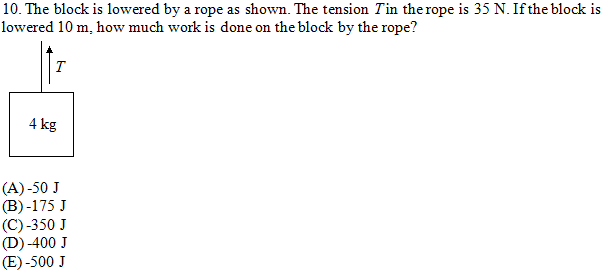 10. The block is lowered by a rope as shown. The tension T in the rope is 35 N. If the block is
lowered 10 m, how much work is done on the block by the rope?
T
4 kg
(A) -50 J
(B) -175 J
(C) -350 J
(D) -400 J
(E) -500 J